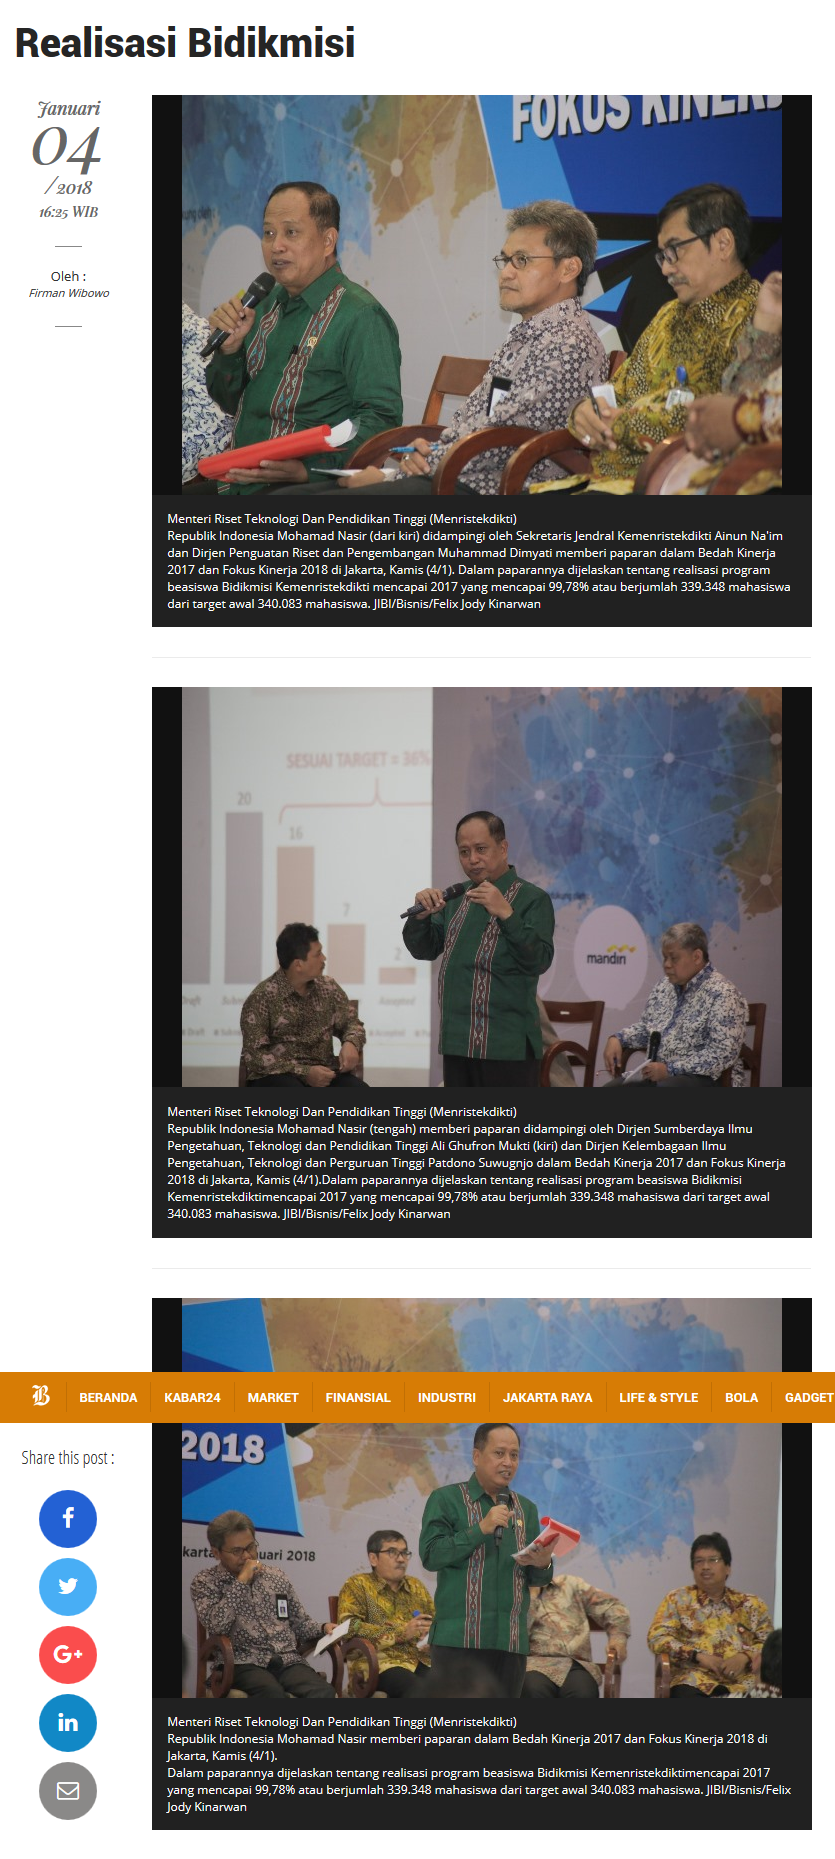 Realisasi Bidikmisi
Januari
04
/2018
16:25 WIB
Oleh :
Firman Wibowo
FOKUS KINERJ
Menteri Riset Teknologi Dan Pendidikan Tinggi (Menristekdikti)
Republik Indonesia Mohamad Nasir (dari kiri) didampingi oleh Sekretaris Jendral Kemenristekdikti Ainun Na'im
dan Dirjen Penguatan Riset dan Pengembangan Muhammad Dimyati memberi paparan dalam Bedah Kinerja
2017 dan Fokus Kinerja 2018 di Jakarta, Kamis (4/1). Dalam paparannya dijelaskan tentang realisasi program
beasiswa Bidikmisi Kemenristekdikti mencapai 2017 yang mencapai 99,78% atau berjumlah 339.348 mahasiswa
dari target awal 340.083 mahasiswa. JIBI/Bisnis/Felix Jody Kinarwan
SESUAI TARGET = 36%
20
16
7
2
mandiri
Menteri Riset Teknologi Dan Pendidikan Tinggi (Menristekdikti)
Republik Indonesia Mohamad Nasir (tengah) memberi paparan didampingi oleh Dirjen Sumberdaya Ilmu
Pengetahuan, Teknologi dan Pendidikan Tinggi Ali Ghufron Mukti (kiri) dan Dirjen Kelembagaan Ilmu
Pengetahuan, Teknologi dan Perguruan Tinggi Patdono Suwugnjo dalam Bedah Kinerja 2017 dan Fokus Kinerja
2018 di Jakarta, Kamis (4/1).Dalam paparannya dijelaskan tentang realisasi program beasiswa Bidikmisi
Kemenristekdiktimencapai 2017 yang mencapai 99,78% atau berjumlah 339.348 mahasiswa dari target awal
340.083 mahasiswa. JIBI/Bisnis/Felix Jody Kinarwan
B BERANDA KABAR24 MARKET FINANSIAL INDUSTRI JAKARTA RAYA LIFE & STYLE BOLA GADGET
Share this post :
2018
karta uari 2018
Menteri Riset Teknologi Dan Pendidikan Tinggi (Menristekdikti)
Republik Indonesia Mohamad Nasir memberi paparan dalam Bedah Kinerja 2017 dan Fokus Kinerja 2018 di
Jakarta, Kamis (4/1).
Dalam paparannya dijelaskan tentang realisasi program beasiswa Bidikmisi Kemenristekdiktimencapai 2017
yang mencapai 99,78% atau berjumlah 339.348 mahasiswa dari target awal 340.083 mahasiswa. JIBI/Bisnis/Felix
Jody Kinarwan